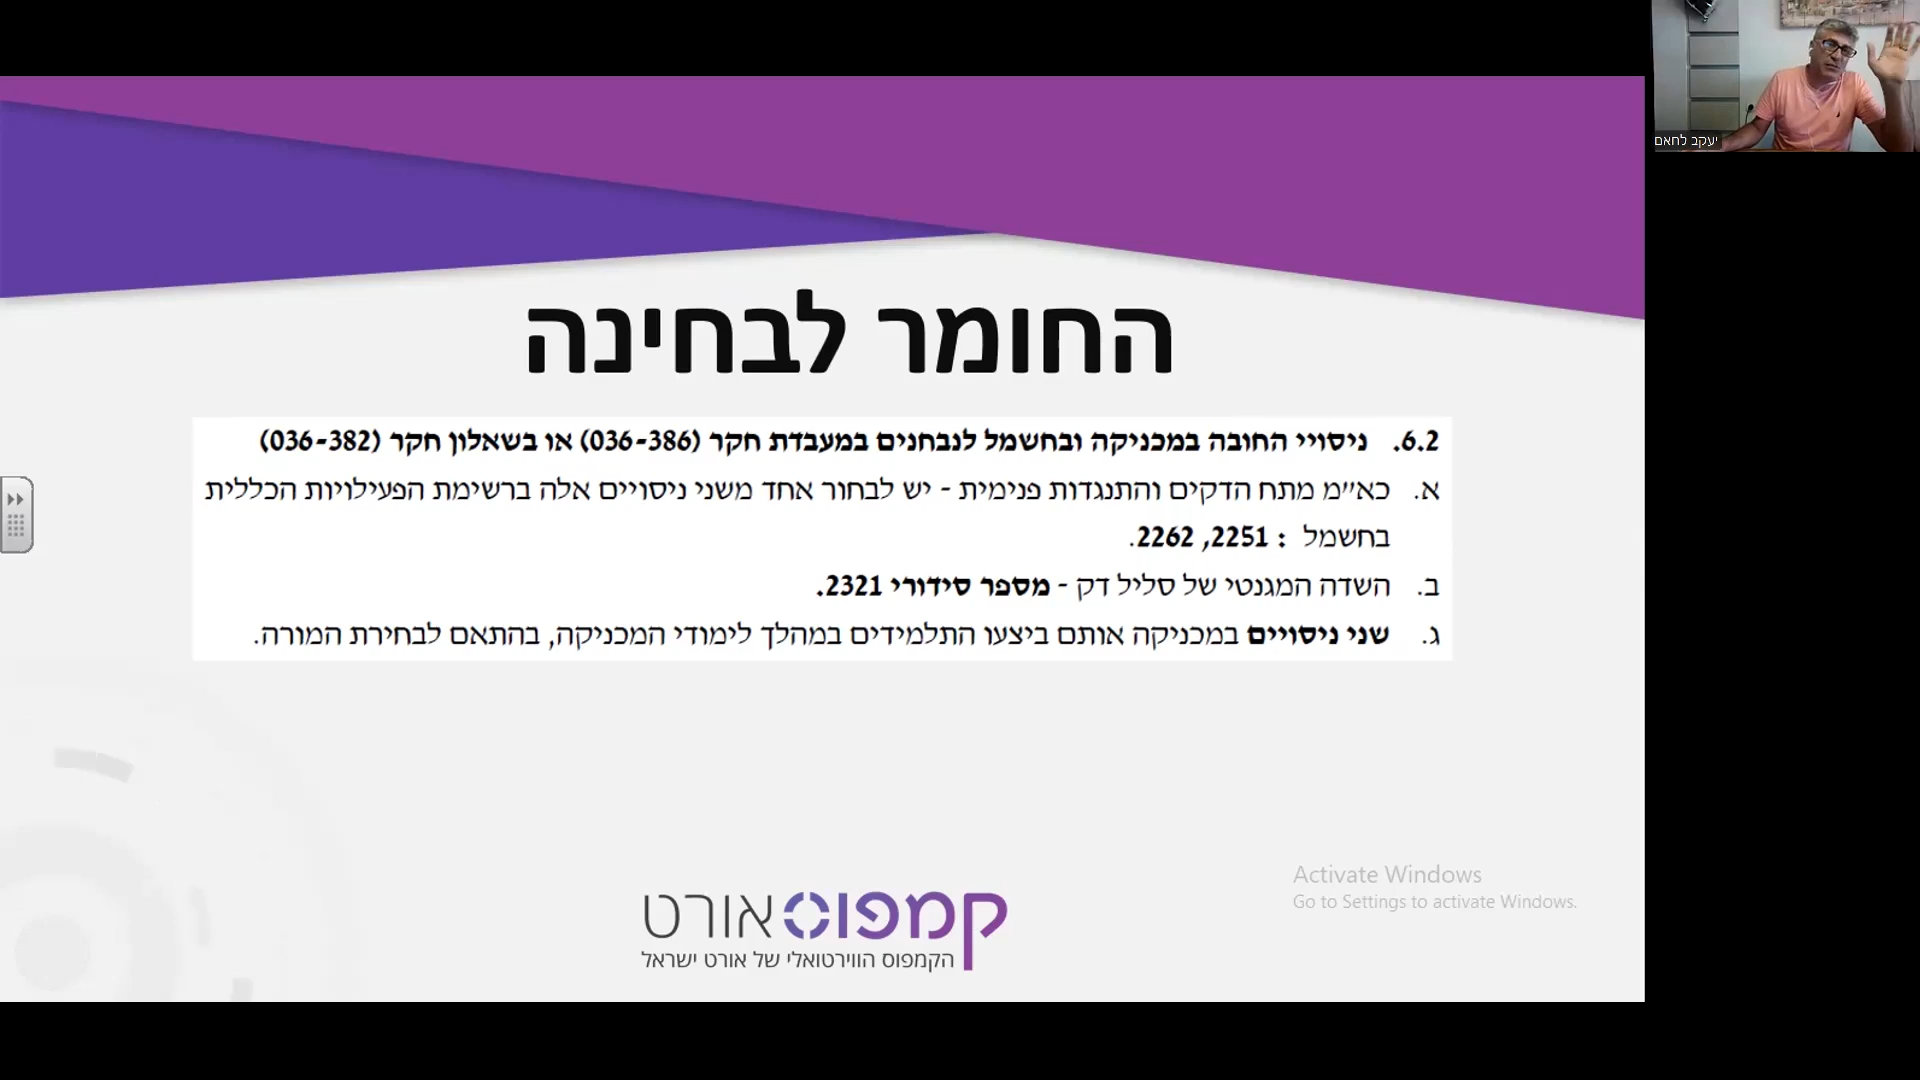 יעקב לחאם
החומר לבחינה
6.2. ניסויי החובה במכניקה ובחשמל לנבחנים במעבדת חקר (036-386) או בשאלון חקר (036-382)
א. כא"מ מתח הדקים והתנגדות פנימית - יש לבחור אחד משני ניסויים אלה ברשימת הפעילויות הכללית
בחשמל : 2251, 2262.
ב. השדה המגנטי של סליל דק - מספר סידורי 2321.
ג. שני ניסויים במכניקה אותם ביצעו התלמידים במהלך לימודי המכניקה, בהתאם לבחירת המורה.
Activate Windows
Go to Settings to activate Windows.
קמפוס אורט
הקמפוס הווירטואלי של אורט ישראל